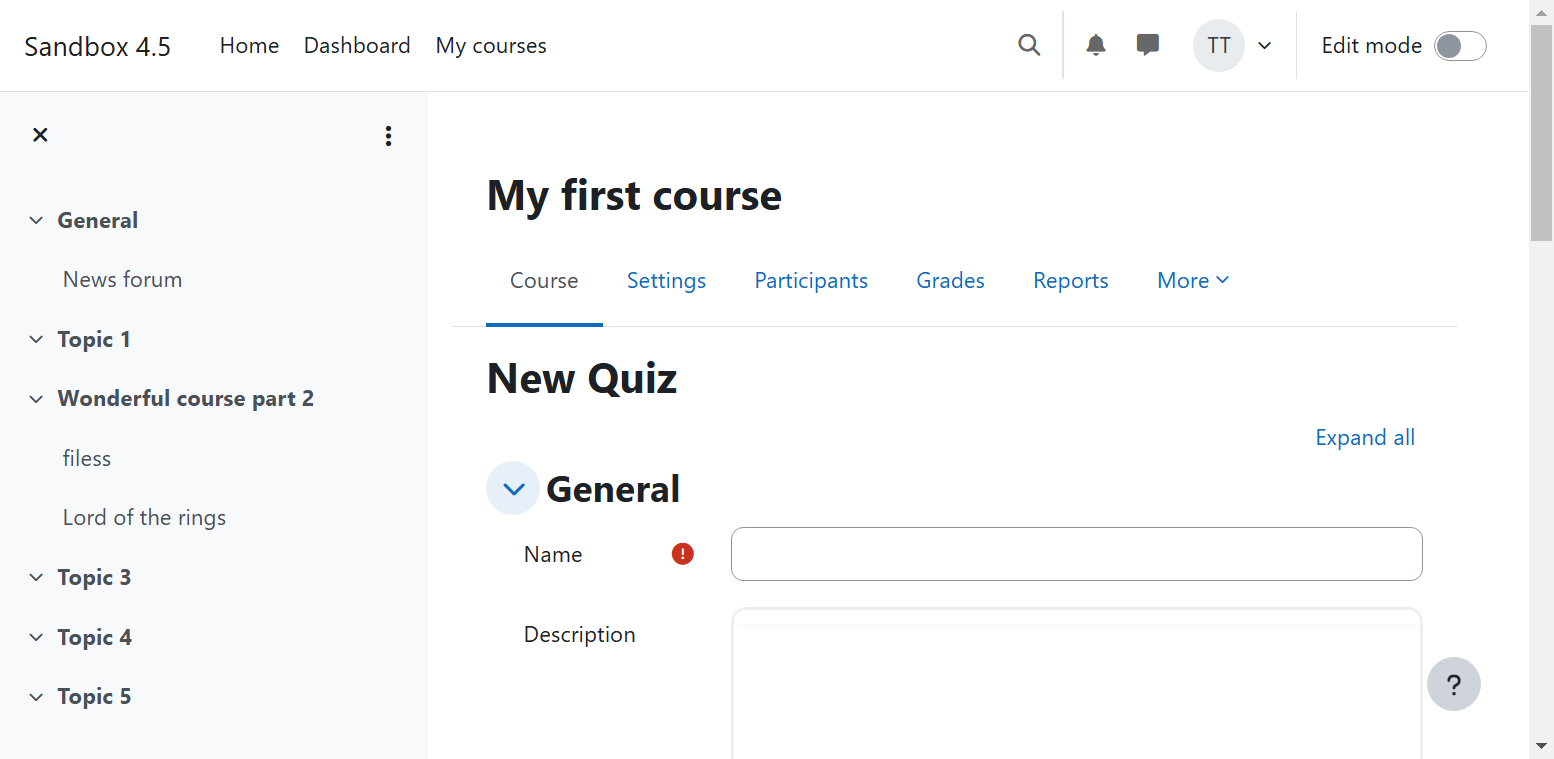 Sandbox 4.5 Home Dashboard My courses TT Edit mode
General
News forum
Topic 1
Wonderful course part 2
filess
Lord of the rings
Topic 3
Topic 4
Topic 5
My first course
Course Settings Participants Grades Reports More
New Quiz
Expand all
General
Name
Description
?